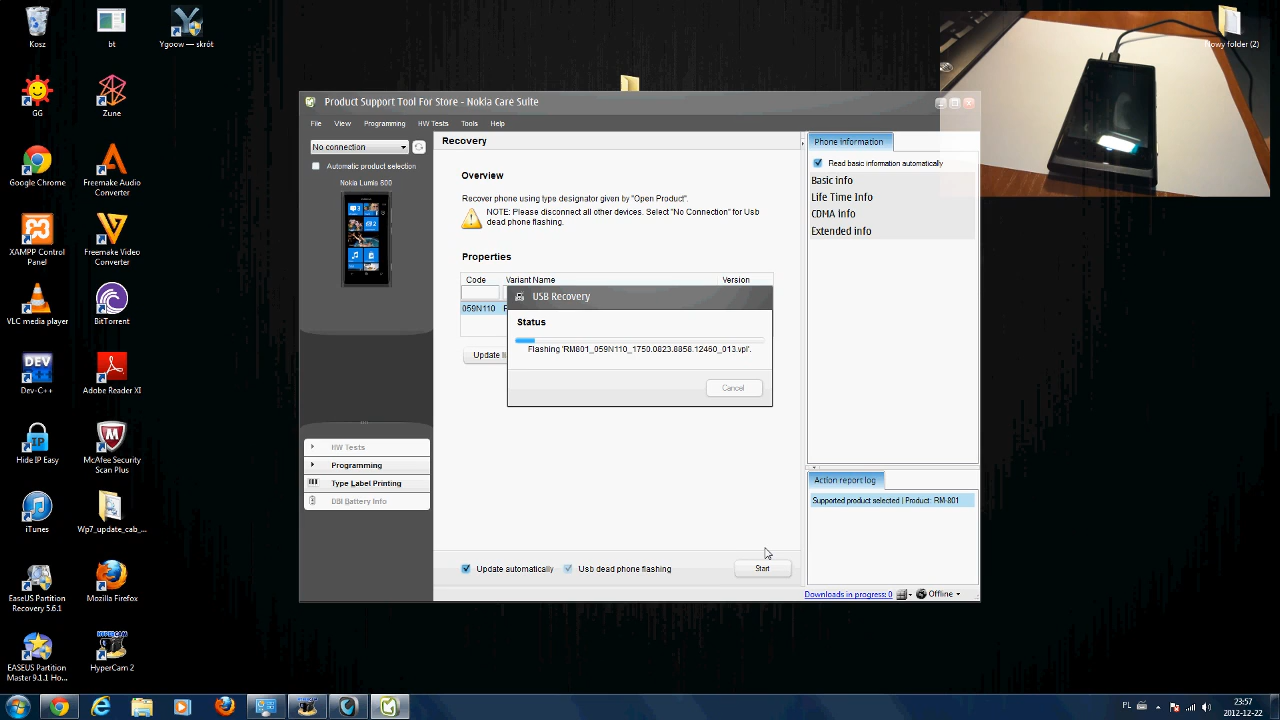 Kosz
bt
Ygoow — skrót
Nowy folder (2)
GG
Zune
Google Chrome
Freemake Audio
Converter
XAMPP Control
Panel
Freemake Video
Converter
VLC media player
BitTorrent
DEV
C++
Dev-C++
Adobe Reader XI
IP
Hide IP Easy
McAfee Security
Scan Plus
iTunes
Wp7_update_cab_...
EaseUS Partition
Recovery 5.6.1
Mozilla Firefox
EASEUS Partition
Master 9.1.1 Ho...
HYPERCAM
HyperCam 2
Product Support Tool For Store - Nokia Care Suite
File View Programming HW Tests Tools Help
No connection
Automatic product selection
Nokia Lumia 800
HW Tests
Programming
Type Label Printing
DBI Battery Info
Recovery
Overview
Recover phone using type designator given by "Open Product".
NOTE: Please disconnect all other devices. Select "No Connection" for Usb
dead phone flashing.
Properties
Code Variant Name Version
059N110
Update li
USB Recovery
Status
Flashing 'RM801_059N110_1750.0823.8858.12460_013.vpl'.
Cancel
Update automatically
Usb dead phone flashing
Start
Phone information
Read basic information automatically
Basic info
Life Time Info
CDMA info
Extended info
Action report log
Supported product selected | Product: RM-801
Downloads in progress: 0
Offline
PL
23:57
2012-12-22